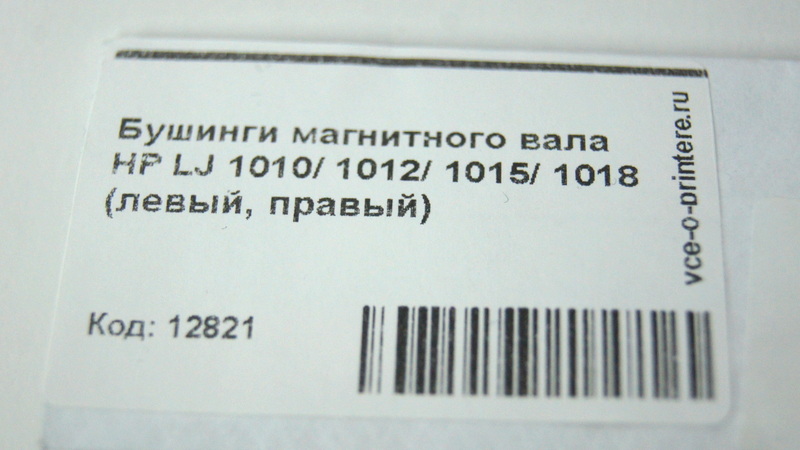 Бушинги магнитного вала
HP LJ 1010/ 1012/ 1015/ 1018
(левый, правый)
Код: 12821
vce-o-printere.ru